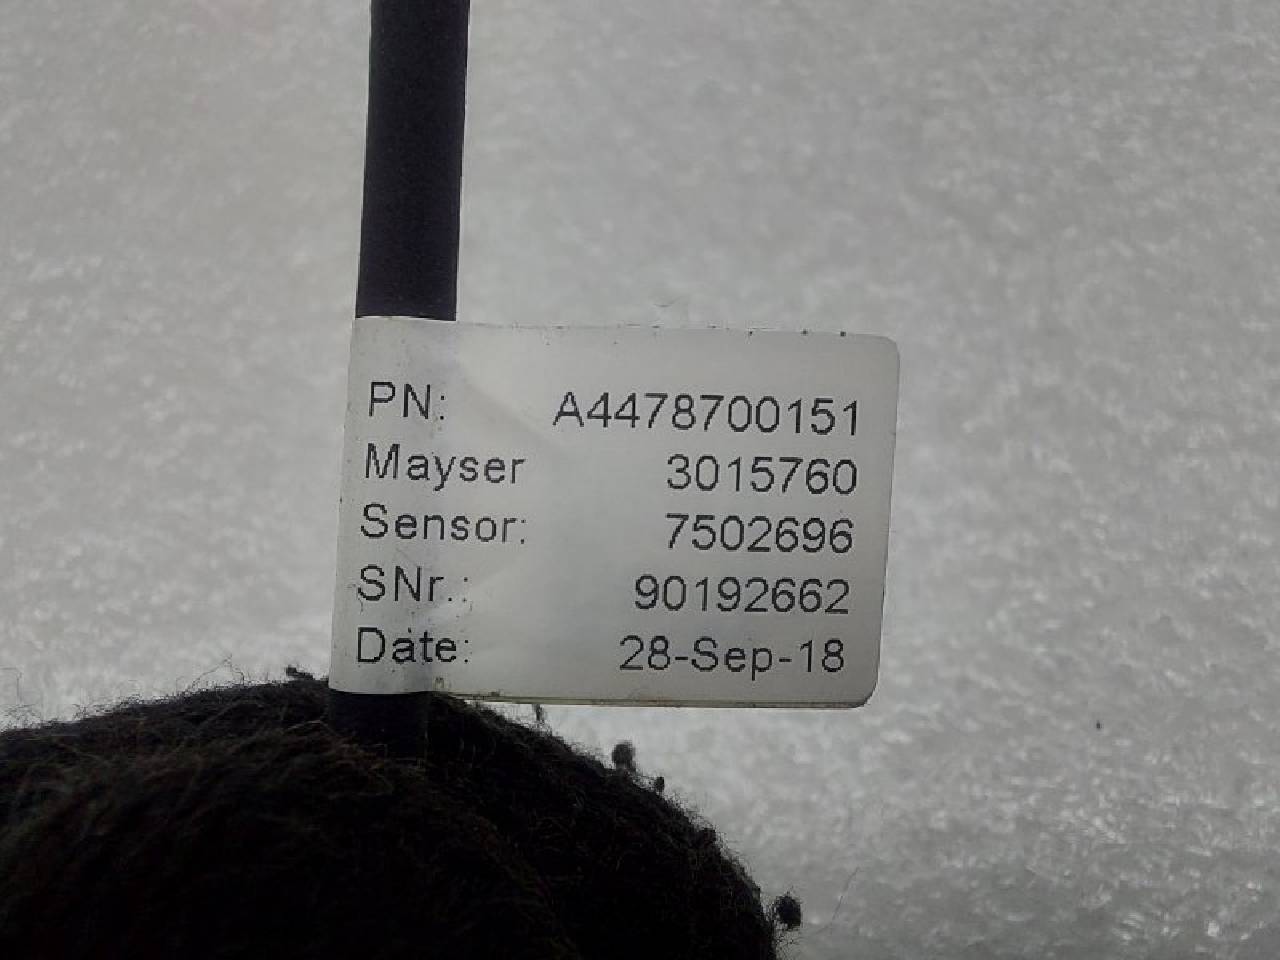 PN: A4478700151
Mayser 3015760
Sensor: 7502696
SNr.: 90192662
Date: 28-Sep-18